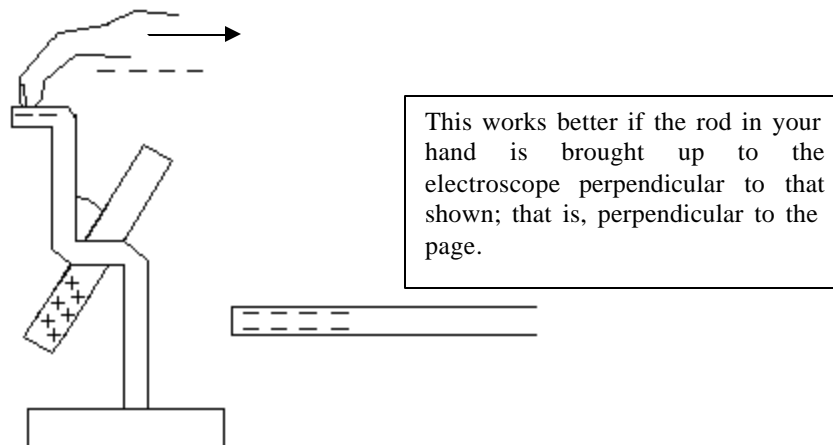 This works better if the rod in your
hand is brought up to the
electroscope perpendicular to that
shown; that is, perpendicular to the
page.